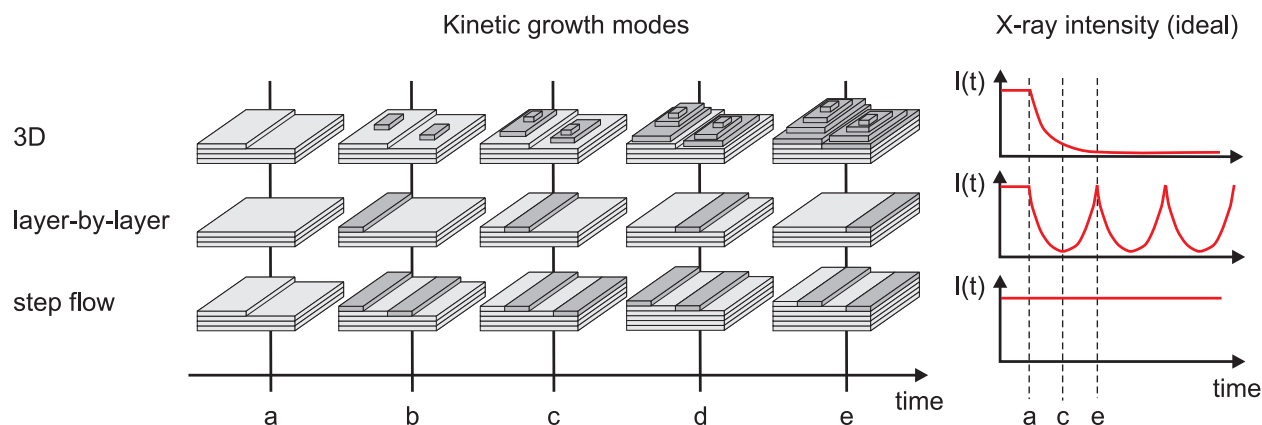 Kinetic growth modes
X-ray intensity (ideal)
3D
layer-by-layer
step flow
time
a
b
c
d
e
I(t)
I(t)
I(t)
time
a
c
e